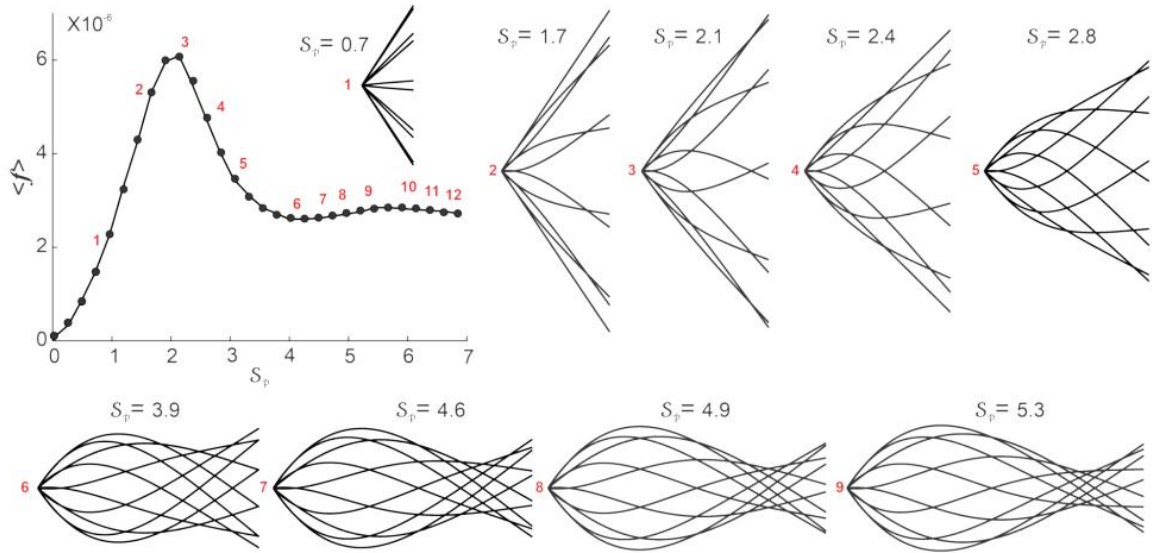 X10⁻⁶
<f>
6
4
2
0
0 1 2 3 4 5 6 7
Sₚ
1
2
3
4
5
6
7
8
9
10
11
12
Sₚ= 0.7
1
Sₚ= 1.7
2
Sₚ= 2.1
3
Sₚ= 2.4
4
Sₚ= 2.8
5
Sₚ= 3.9
6
Sₚ= 4.6
7
Sₚ= 4.9
8
Sₚ= 5.3
9